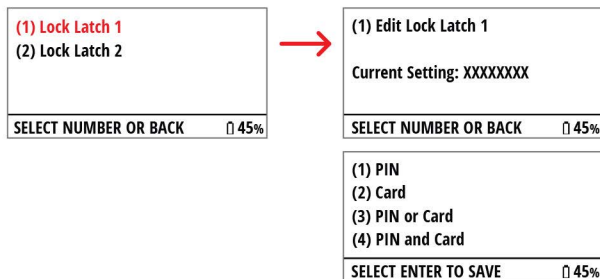 (1) Lock Latch 1
(2) Lock Latch 2
SELECT NUMBER OR BACK 45%
(1) Edit Lock Latch 1
Current Setting: XXXXXXXX
SELECT NUMBER OR BACK 45%
(1) PIN
(2) Card
(3) PIN or Card
(4) PIN and Card
SELECT ENTER TO SAVE 45%